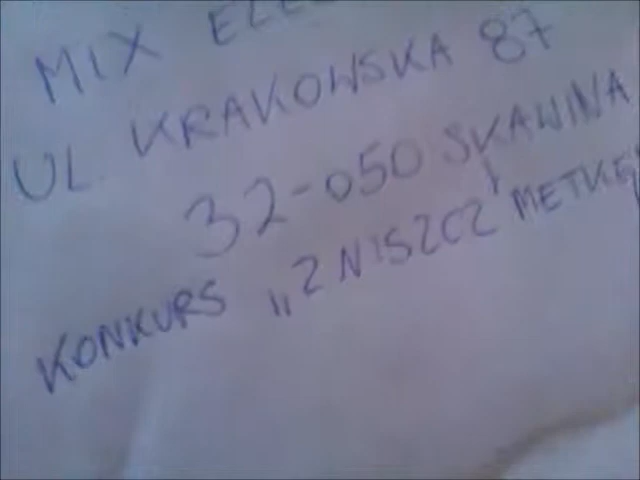 MIX
UL KRAKOWSKA 87
32-050 SKAWINA
KONKURS „ZNISZCZ METKĘ